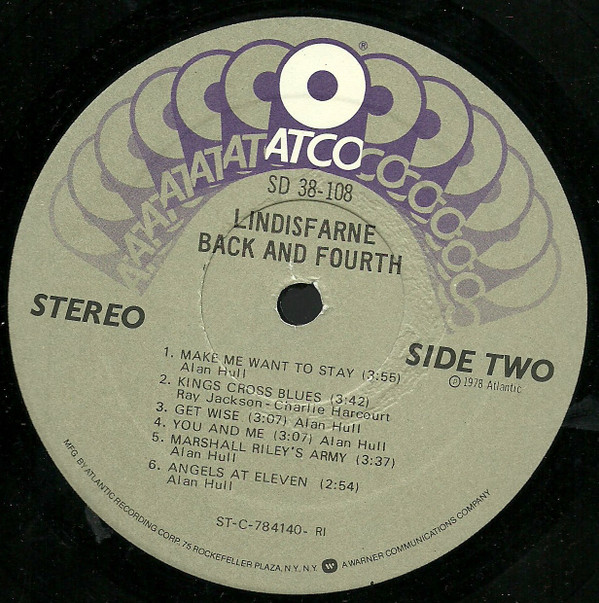 ATCO
®
SD 38-108
LINDISFARNE
BACK AND FOURTH
STEREO
SIDE TWO
℗ 1978 Atlantic
1. MAKE ME WANT TO STAY (3:55)
Alan Hull
2. KINGS CROSS BLUES (3:42)
Ray Jackson-Charlie Harcourt
3. GET WISE (3:07) Alan Hull
4. YOU AND ME (3:07) Alan Hull
5. MARSHALL RILEY'S ARMY (3:37)
Alan Hull
6. ANGELS AT ELEVEN (2:54)
Alan Hull
ST-C-784140- RI
MFG. BY ATLANTIC RECORDING CORP. 75 ROCKEFELLER PLAZA, N.Y., N.Y. W A WARNER COMMUNICATIONS COMPANY